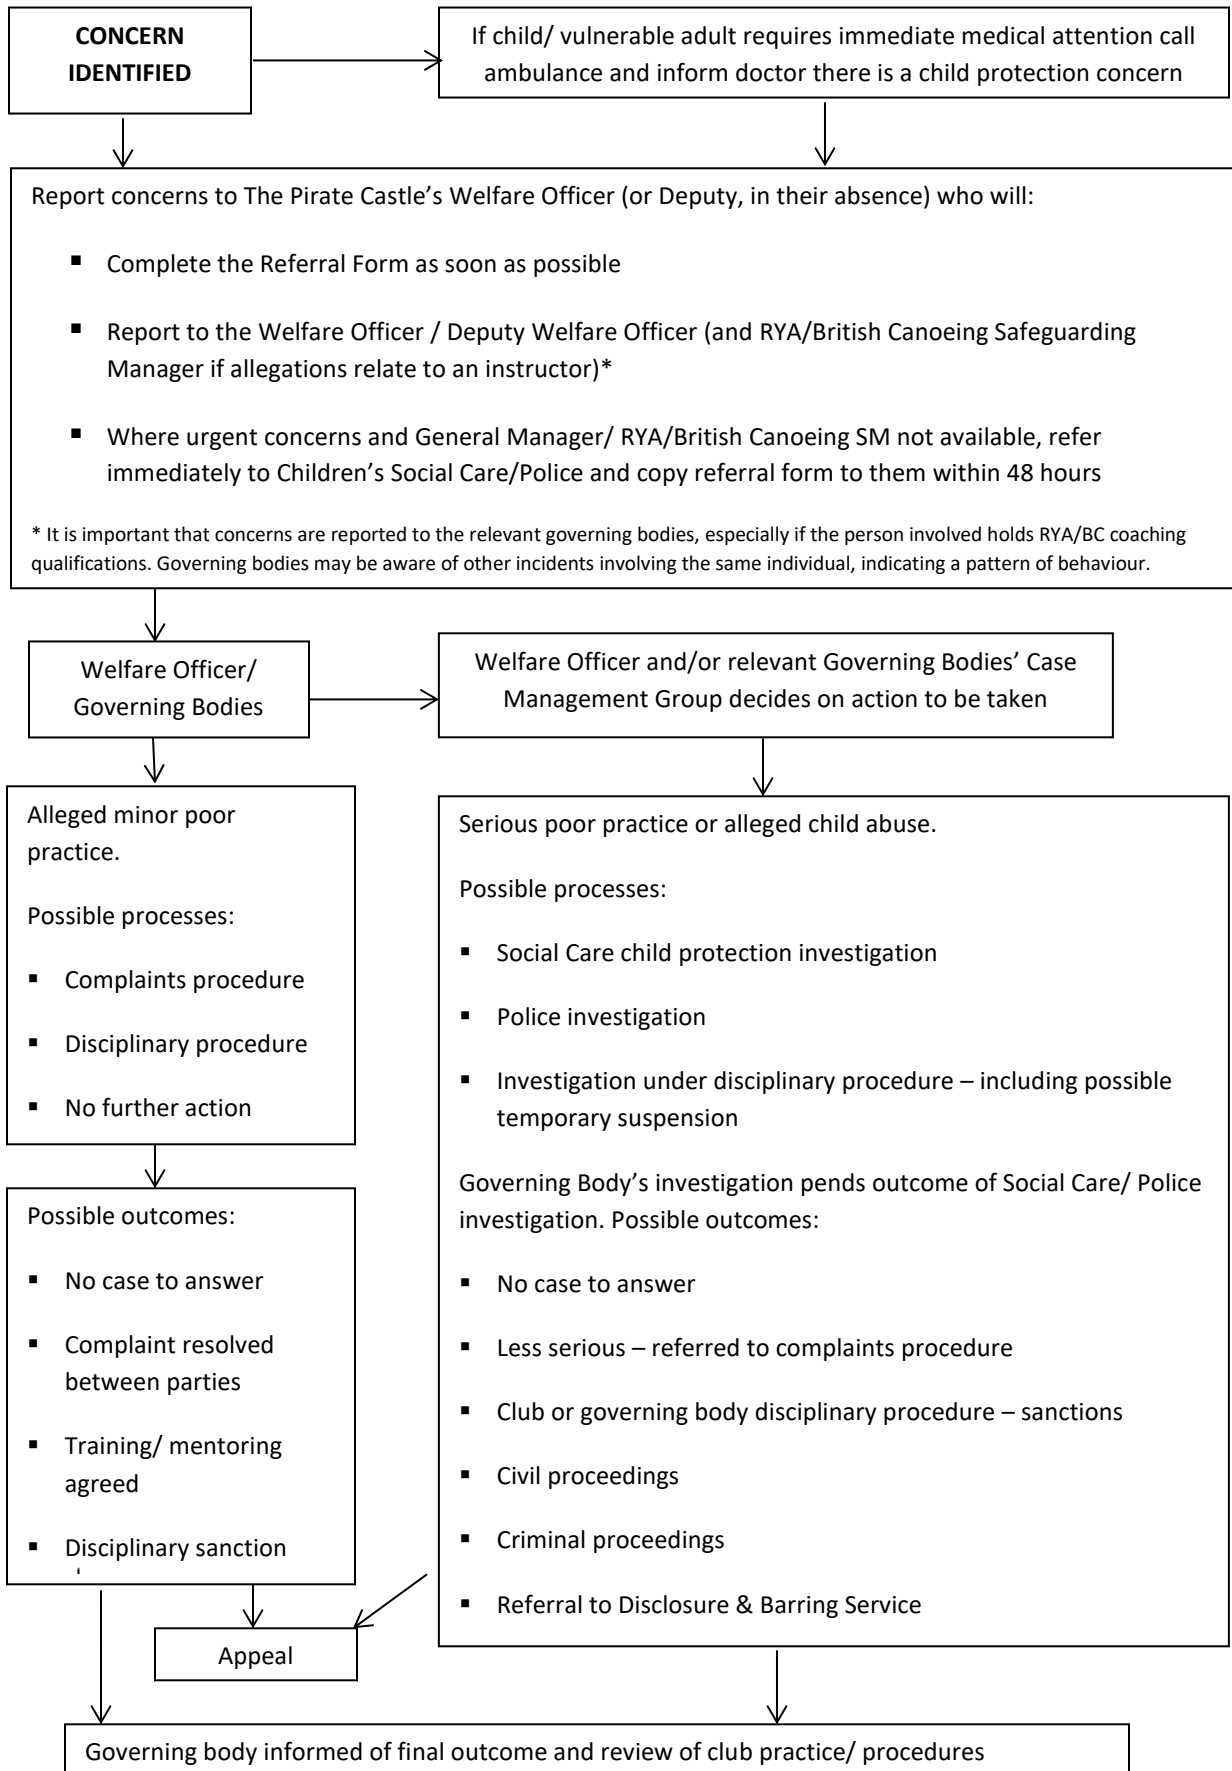 CONCERN
IDENTIFIED
If child/ vulnerable adult requires immediate medical attention call
ambulance and inform doctor there is a child protection concern
Report concerns to The Pirate Castle’s Welfare Officer (or Deputy, in their absence) who will:
▪ Complete the Referral Form as soon as possible
▪ Report to the Welfare Officer / Deputy Welfare Officer (and RYA/British Canoeing Safeguarding
Manager if allegations relate to an instructor)*
▪ Where urgent concerns and General Manager/ RYA/British Canoeing SM not available, refer
immediately to Children’s Social Care/Police and copy referral form to them within 48 hours
* It is important that concerns are reported to the relevant governing bodies, especially if the person involved holds RYA/BC coaching
qualifications. Governing bodies may be aware of other incidents involving the same individual, indicating a pattern of behaviour.
Welfare Officer/
Governing Bodies
Welfare Officer and/or relevant Governing Bodies’ Case
Management Group decides on action to be taken
Alleged minor poor
practice.
Possible processes:
▪ Complaints procedure
▪ Disciplinary procedure
▪ No further action
Possible outcomes:
▪ No case to answer
▪ Complaint resolved
between parties
▪ Training/ mentoring
agreed
▪ Disciplinary sanction
Serious poor practice or alleged child abuse.
Possible processes:
▪ Social Care child protection investigation
▪ Police investigation
▪ Investigation under disciplinary procedure – including possible
temporary suspension
Governing Body’s investigation pends outcome of Social Care/ Police
investigation. Possible outcomes:
▪ No case to answer
▪ Less serious – referred to complaints procedure
▪ Club or governing body disciplinary procedure – sanctions
▪ Civil proceedings
▪ Criminal proceedings
▪ Referral to Disclosure & Barring Service
Appeal
Governing body informed of final outcome and review of club practice/ procedures